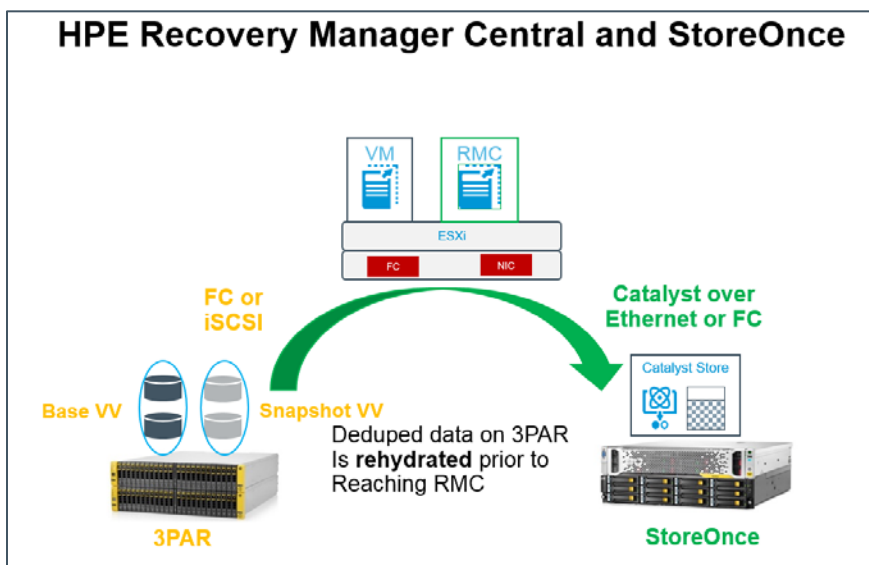 HPE Recovery Manager Central and StoreOnce
VM
RMC
ESXi
FC
NIC
FC or
iSCSI
Catalyst over
Ethernet or FC
Catalyst Store
Base VV
Snapshot VV
Deduped data on 3PAR
Is rehydrated prior to
Reaching RMC
3PAR
StoreOnce